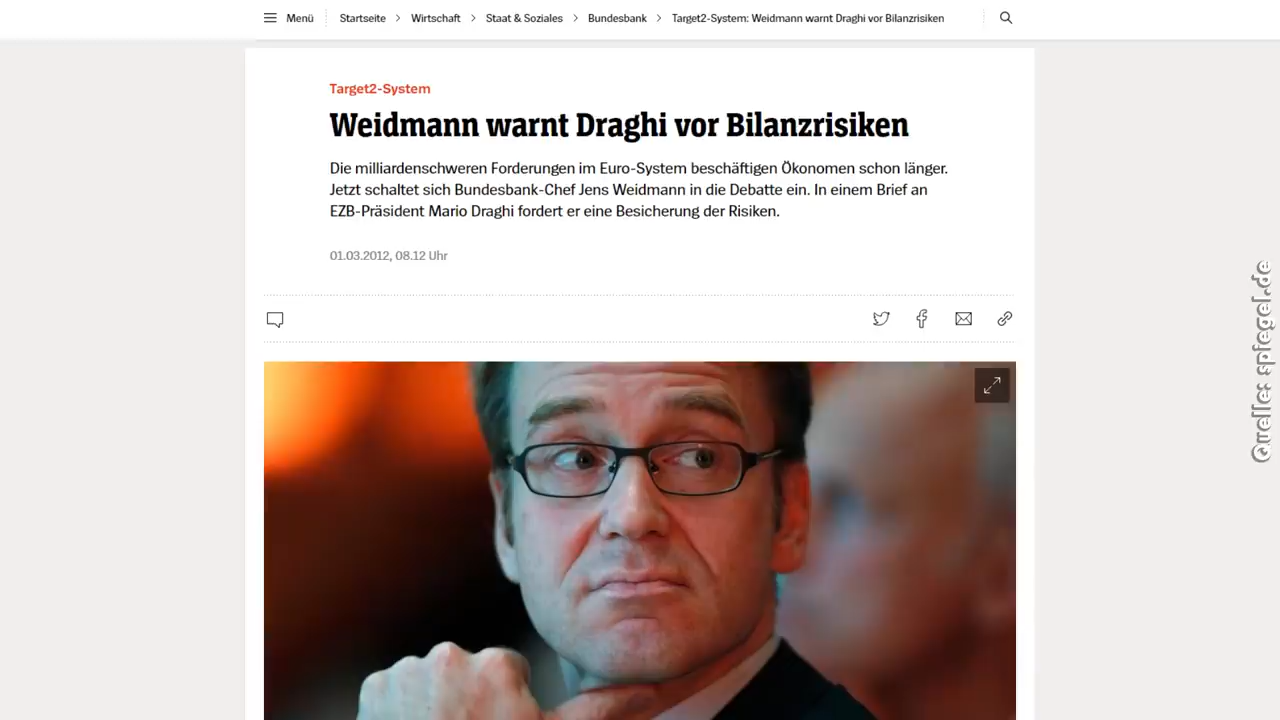 Menü Startseite Wirtschaft Staat & Soziales Bundesbank Target2-System: Weidmann warnt Draghi vor Bilanzrisiken
Target2-System
Weidmann warnt Draghi vor Bilanzrisiken
Die milliardenschweren Forderungen im Euro-System beschäftigen Ökonomen schon länger.
Jetzt schaltet sich Bundesbank-Chef Jens Weidmann in die Debatte ein. In einem Brief an
EZB-Präsident Mario Draghi fordert er eine Besicherung der Risiken.
01.03.2012, 08.12 Uhr
Quelle: spiegel.de